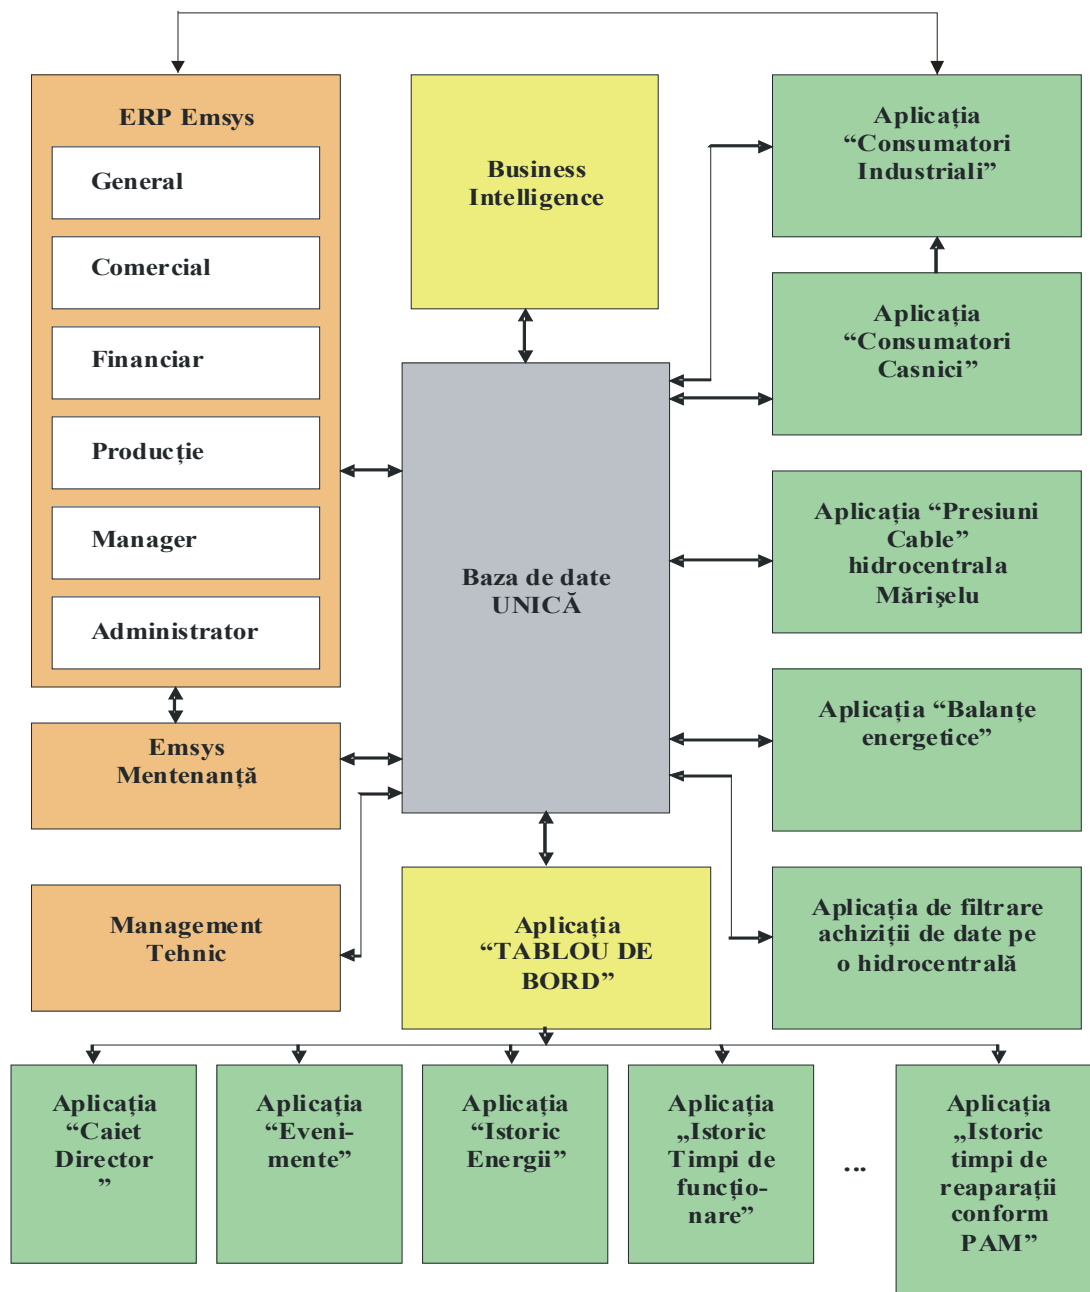 ERP Emsys
General
Comercial
Financiar
Producție
Manager
Administrator
Emsys
Mentenanță
Management
Tehnic
Business
Intelligence
Baza de date
UNICĂ
Aplicația
“TABLOU DE
BORD”
Aplicația
“Consumatori
Industriali”
Aplicația
“Consumatori
Casnici”
Aplicația “Presiuni
Cable”
hidrocentrala
Mărişelu
Aplicația “Balanțe
energetice”
Aplicația de filtrare
achiziții de date pe
o hidrocentrală
Aplicația
“Caiet
Director
”
Aplicația
“Eveni-
mente”
Aplicația
“Istoric
Energii”
Aplicația
„Istoric
Timpi de
funcțio-
nare”
...
Aplicația
„Istoric
timpi de
reaparații
conform
PAM”